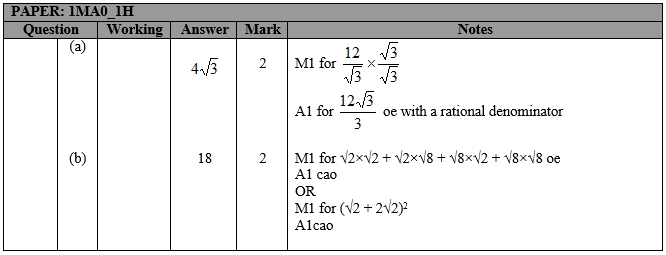 PAPER: 1MA0_1H
Question Working Answer Mark Notes
(a) 4√3 2 M1 for 12/√3 × √3/√3
A1 for 12√3/3 oe with a rational denominator
(b) 18 2 M1 for √2×√2 + √2×√8 + √8×√2 + √8×√8 oe
A1 cao
OR
M1 for (√2 + 2√2)²
A1cao